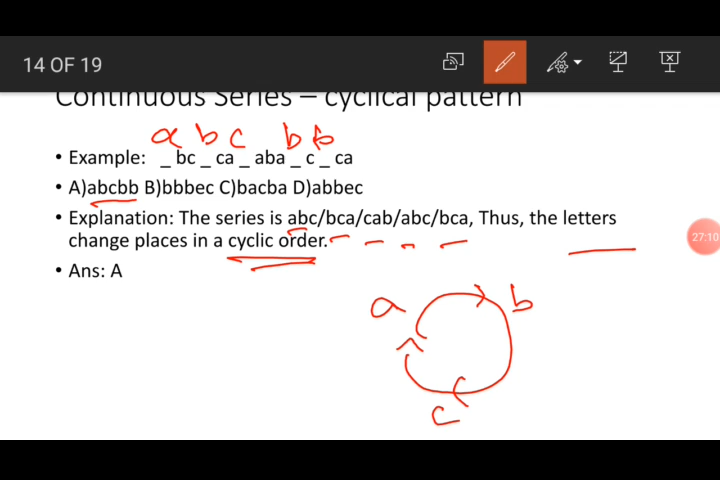 14 OF 19
Continuous Series – cyclical pattern
a b c b b
• Example: _ bc _ ca _ aba _ c _ ca
• A)abcbb B)bbbec C)bacba D)abbec
• Explanation: The series is abc/bca/cab/abc/bca, Thus, the letters
change places in a cyclic order.
27:10
• Ans: A
a b
c